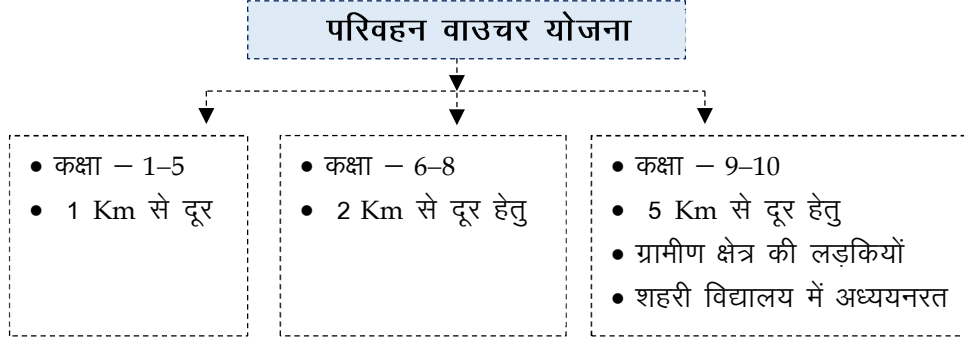 परिवहन वाउचर योजना
• कक्षा – 1–5
• 1 Km से दूर
• कक्षा – 6–8
• 2 Km से दूर हेतु
• कक्षा – 9–10
• 5 Km से दूर हेतु
• ग्रामीण क्षेत्र की लड़कियों
• शहरी विद्यालय में अध्ययनरत